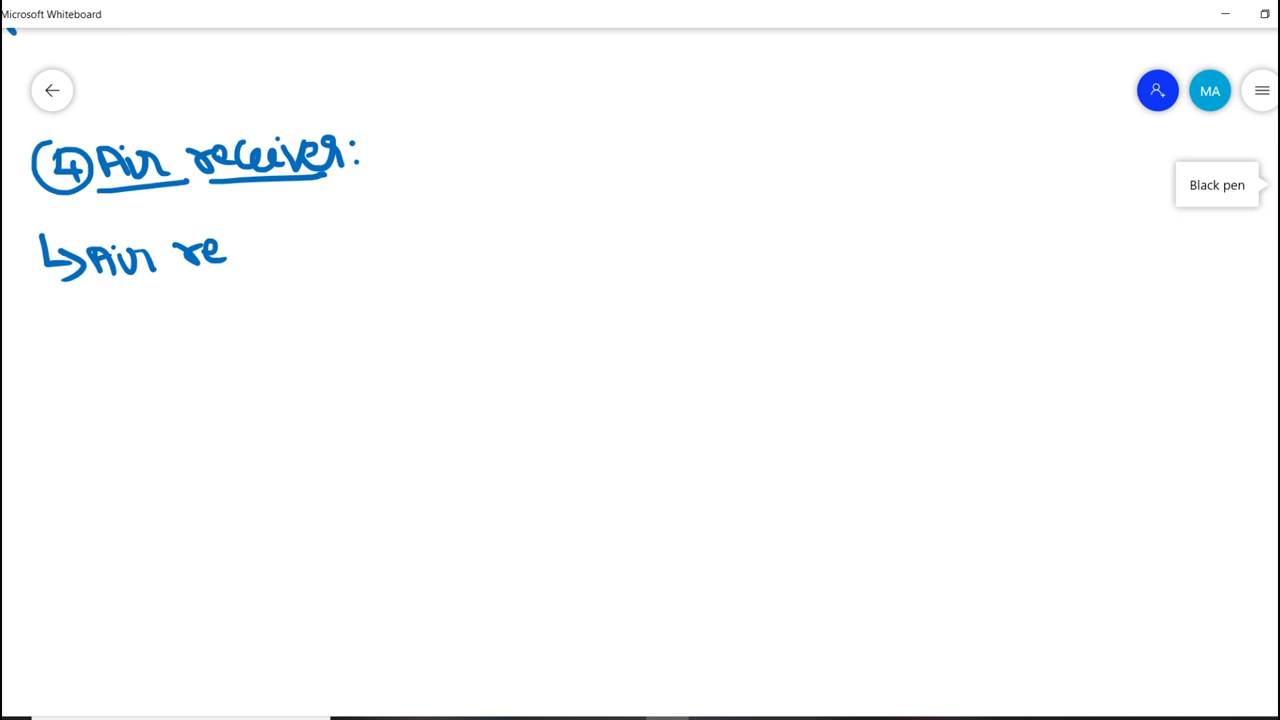 Microsoft Whiteboard
MA
④ Air receiver:
Black pen
↳ Air re